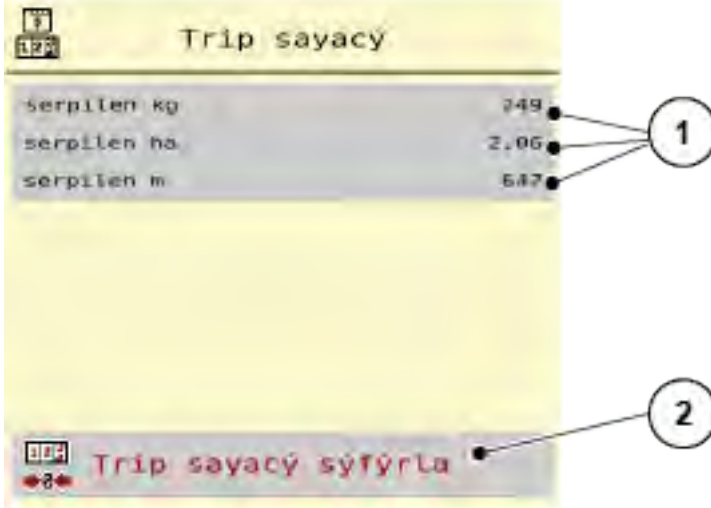 Trip sayacý
serpilen kg 249
serpilen ha 2.06
serpilen m 647
1
2
Trip sayacý sýfýrla